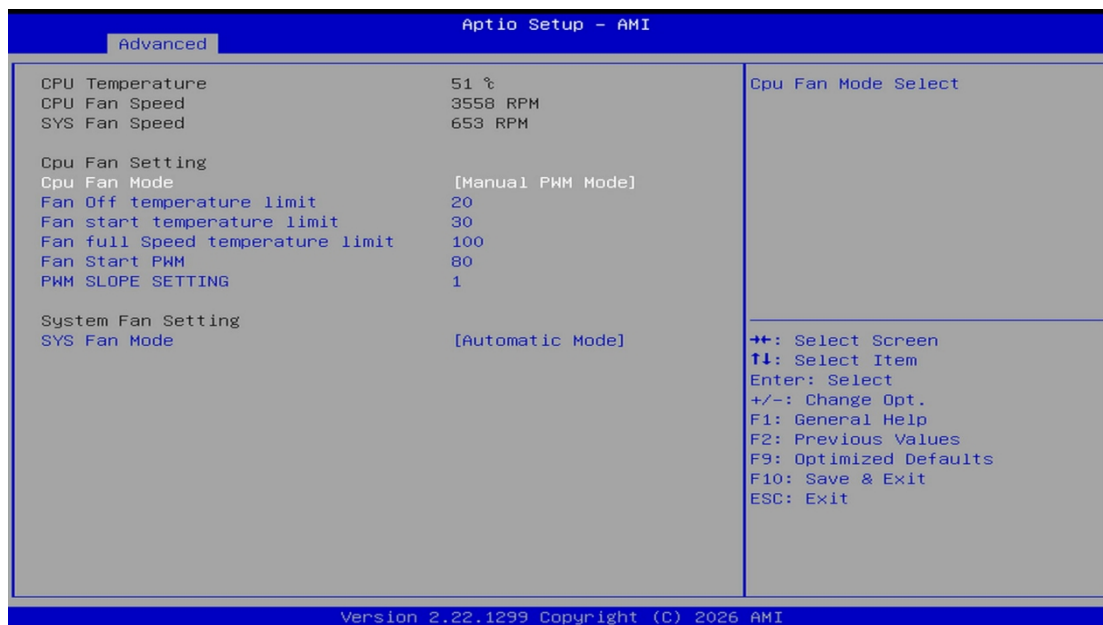 Aptio Setup - AMI
Advanced
CPU Temperature 51 ℃
CPU Fan Speed 3558 RPM
SYS Fan Speed 653 RPM
Cpu Fan Setting
Cpu Fan Mode [Manual PWM Mode]
Fan Off temperature limit 20
Fan start temperature limit 30
Fan full Speed temperature limit 100
Fan Start PWM 80
PWM SLOPE SETTING 1
System Fan Setting
SYS Fan Mode [Automatic Mode]
Cpu Fan Mode Select
→←: Select Screen
↑↓: Select Item
Enter: Select
+/-: Change Opt.
F1: General Help
F2: Previous Values
F9: Optimized Defaults
F10: Save & Exit
ESC: Exit
Version 2.22.1299 Copyright (C) 2026 AMI